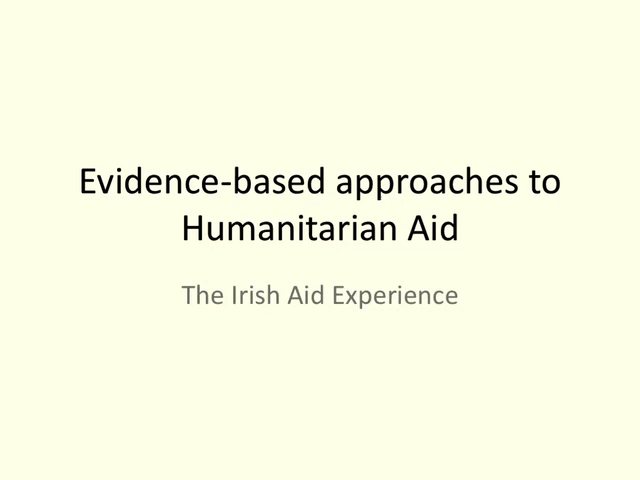 Evidence-based approaches to
Humanitarian Aid
The Irish Aid Experience